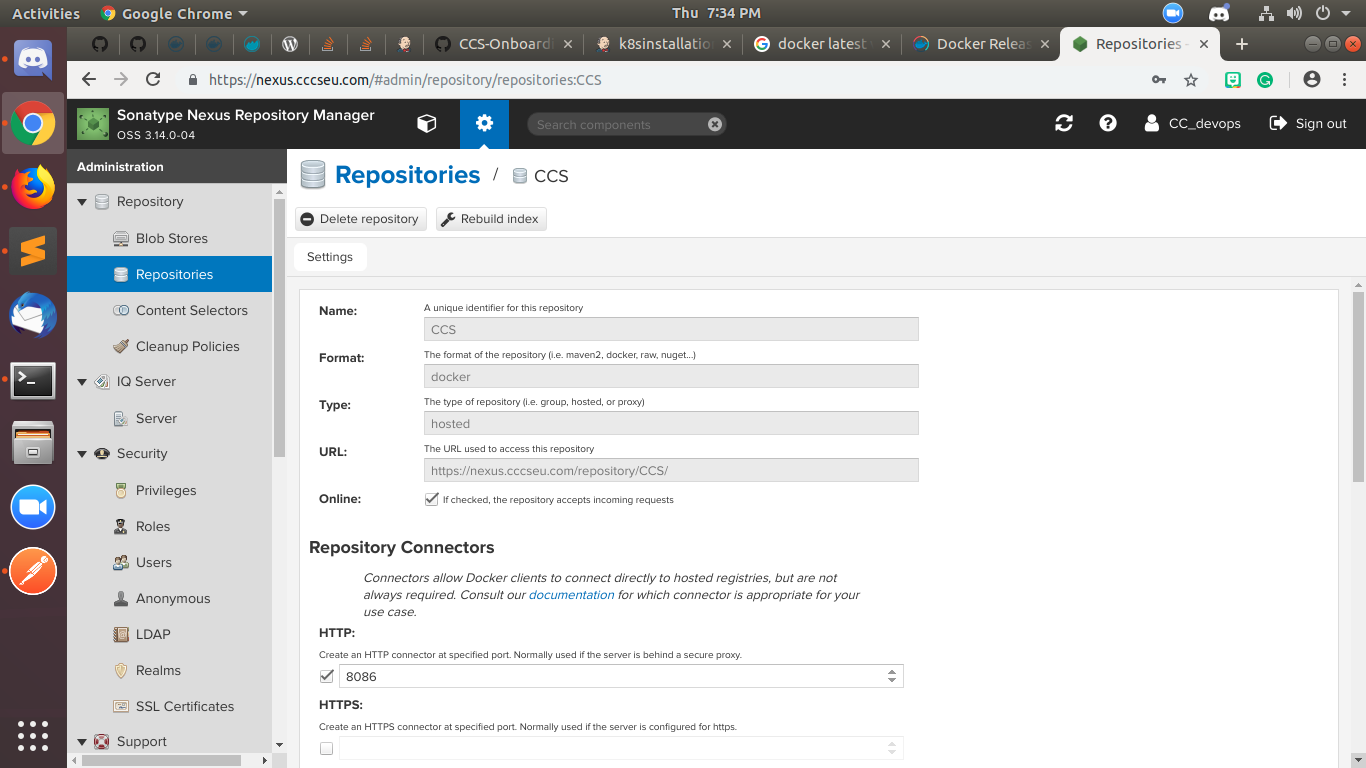 Activities
Google Chrome
Thu 7:34 PM
CCS-Onboardi
k8sinstallation
docker latest v
Docker Releas
Repositories -
https://nexus.cccseu.com/#admin/repository/repositories:CCS
Sonatype Nexus Repository Manager
OSS 3.14.0-04
Search components
CC_devops
Sign out
Administration
Repository
Blob Stores
Repositories
Content Selectors
Cleanup Policies
IQ Server
Server
Security
Privileges
Roles
Users
Anonymous
LDAP
Realms
SSL Certificates
Support
Repositories / CCS
Delete repository
Rebuild index
Settings
Name:
A unique identifier for this repository
CCS
Format:
The format of the repository (i.e. maven2, docker, raw, nuget...)
docker
Type:
The type of repository (i.e. group, hosted, or proxy)
hosted
URL:
The URL used to access this repository
https://nexus.cccseu.com/repository/CCS/
Online:
If checked, the repository accepts incoming requests
Repository Connectors
Connectors allow Docker clients to connect directly to hosted registries, but are not
always required. Consult our documentation for which connector is appropriate for your
use case.
HTTP:
Create an HTTP connector at specified port. Normally used if the server is behind a secure proxy.
8086
HTTPS:
Create an HTTPS connector at specified port. Normally used if the server is configured for https.